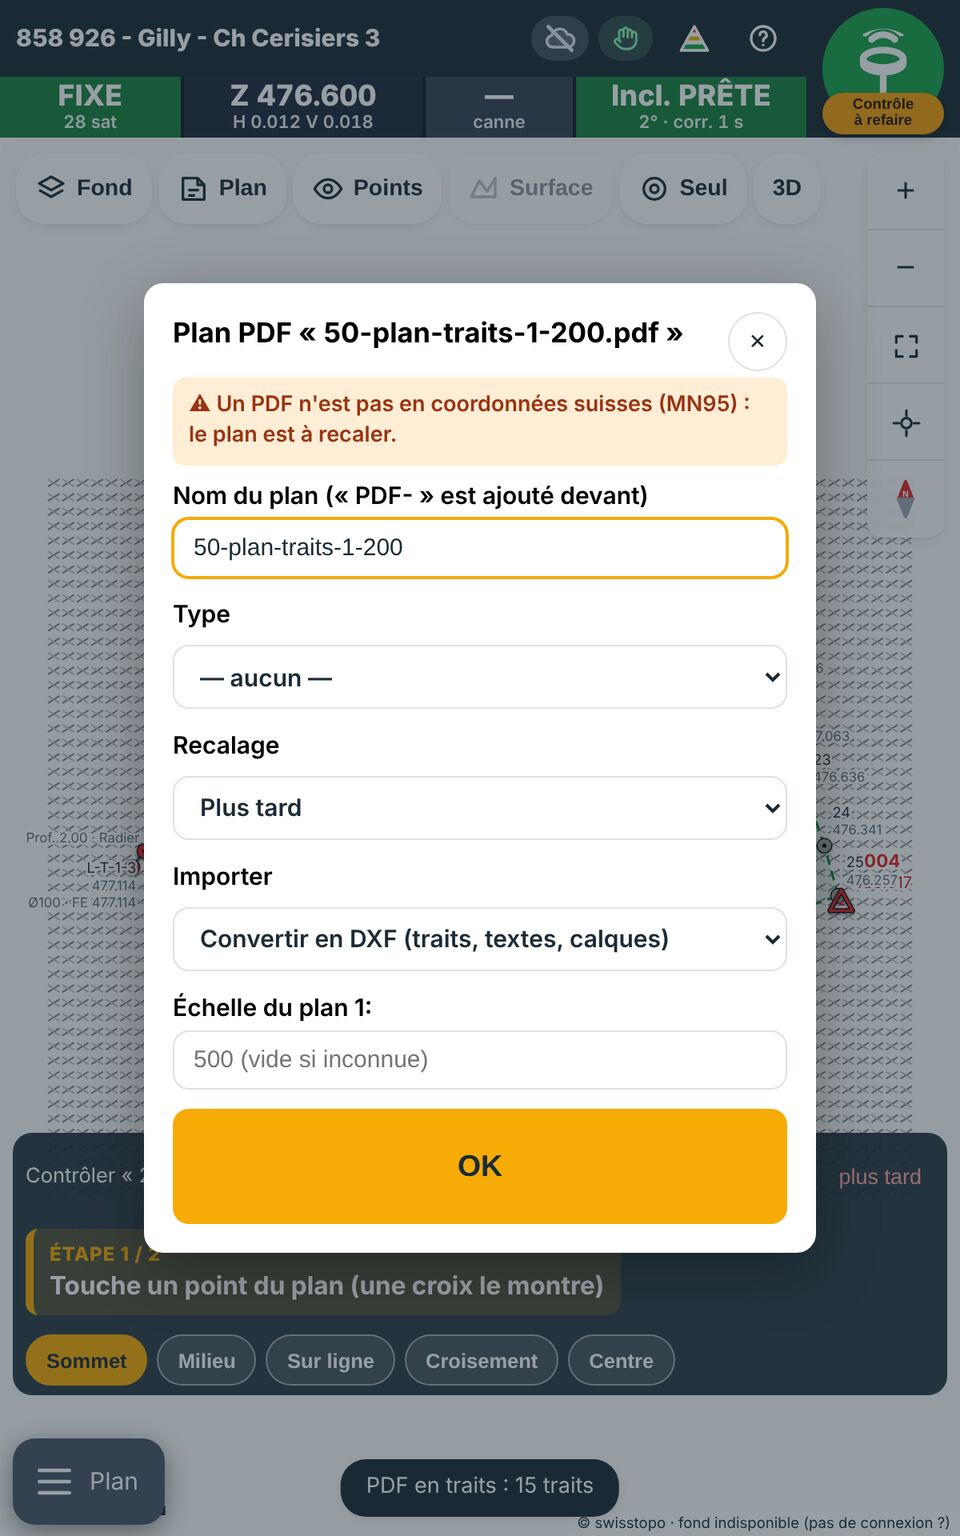 858 926 - Gilly - Ch Cerisiers 3
FIXE
28 sat
Z 476.600
H 0.012 V 0.018
—
canne
Incl. PRÊTE
2° · corr. 1 s
Contrôle
à refaire
Fond
Plan
Points
Surface
Seul
3D
+
−
N
Plan PDF « 50-plan-traits-1-200.pdf »
×
⚠ Un PDF n'est pas en coordonnées suisses (MN95) :
le plan est à recaler.
Nom du plan (« PDF- » est ajouté devant)
50-plan-traits-1-200
Type
— aucun —
Recalage
Plus tard
Importer
Convertir en DXF (traits, textes, calques)
Échelle du plan 1:
500 (vide si inconnue)
OK
6
7.063
23
476.636
24
476.341
25
004
476.257
17
Prof. 2.00 · Radier
L-T-1-3
477.114
Ø100 · FE 477.114
Contrôler « 2
plus tard
ÉTAPE 1 / 2
Touche un point du plan (une croix le montre)
Sommet
Milieu
Sur ligne
Croisement
Centre
Plan
PDF en traits : 15 traits
© swisstopo · fond indisponible (pas de connexion ?)